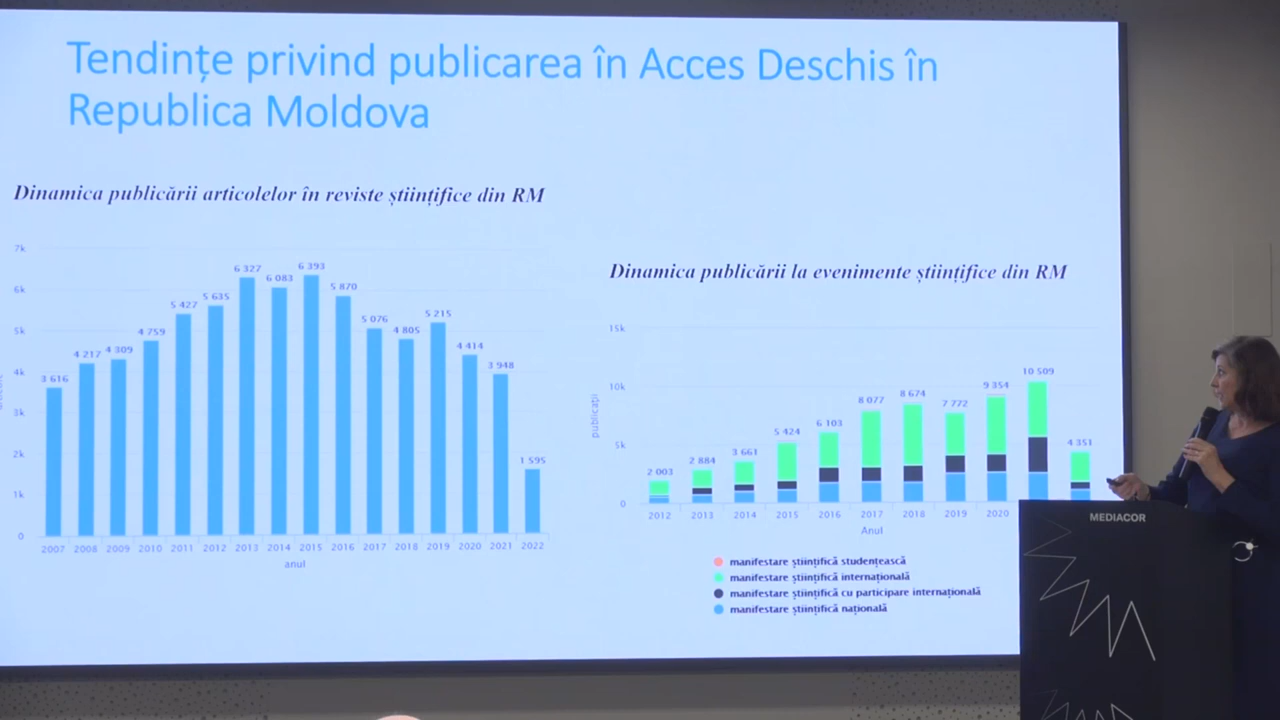 Tendințe privind publicarea în Acces Deschis în
Republica Moldova
Dinamica publicării articolelor în reviste științifice din RM
7k
6k
5k
4k
3k
2k
1k
0
3 616
4 217
4 309
4 759
5 427
5 635
6 327
6 083
6 393
5 870
5 076
4 805
5 215
4 414
3 948
1 595
2007 2008 2009 2010 2011 2012 2013 2014 2015 2016 2017 2018 2019 2020 2021 2022
anul
Dinamica publicării la evenimente științifice din RM
publicații
15k
10k
5k
0
2 003
2 884
3 661
5 424
6 103
8 077
8 674
7 772
9 354
10 509
4 351
2012 2013 2014 2015 2016 2017 2018 2019 2020
Anul
manifestare științifică studențească
manifestare științifică internațională
manifestare științifică cu participare internațională
manifestare științifică națională
MEDIACOR